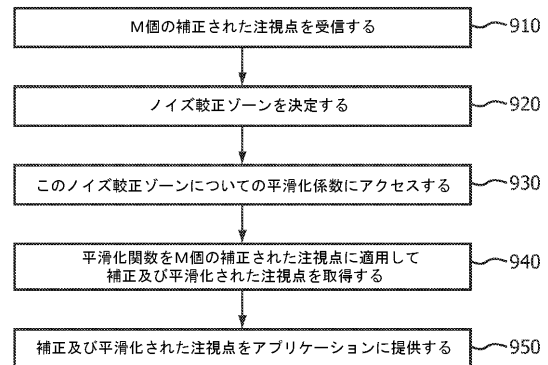 M個の補正された注視点を受信する
910
ノイズ較正ゾーンを決定する
920
このノイズ較正ゾーンについての平滑化係数にアクセスする
930
平滑化関数をM個の補正された注視点に適用して
補正及び平滑化された注視点を取得する
940
補正及び平滑化された注視点をアプリケーションに提供する
950